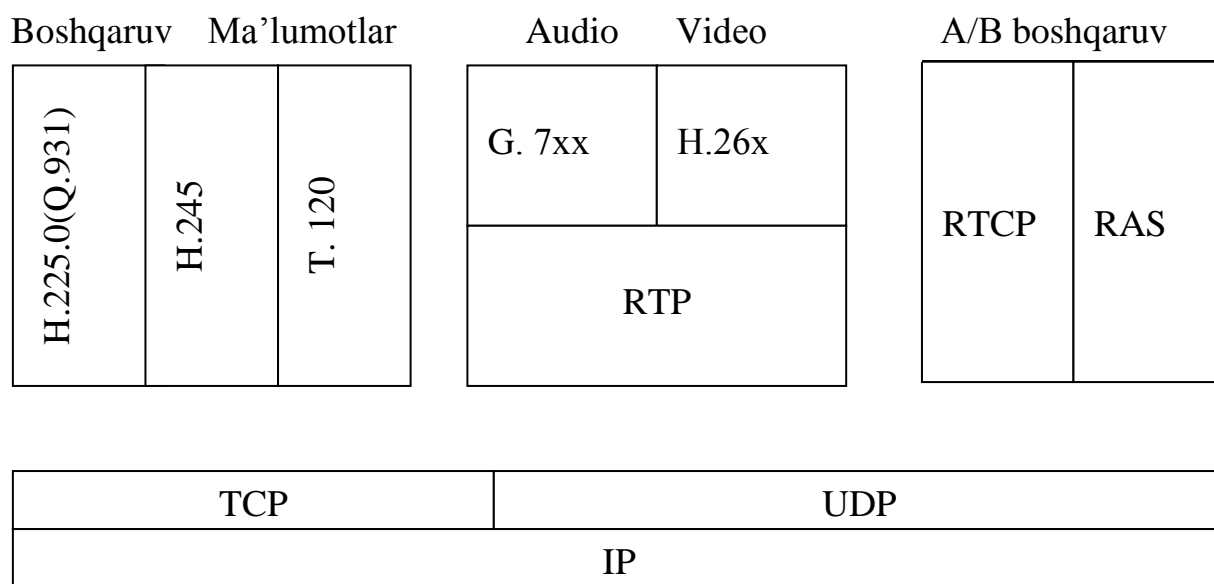 Boshqaruv Ma’lumotlar Audio Video A/B boshqaruv
H.225.0(Q.931)
H.245
T. 120
G. 7xx
H.26x
RTP
RTCP
RAS
TCP
UDP
IP